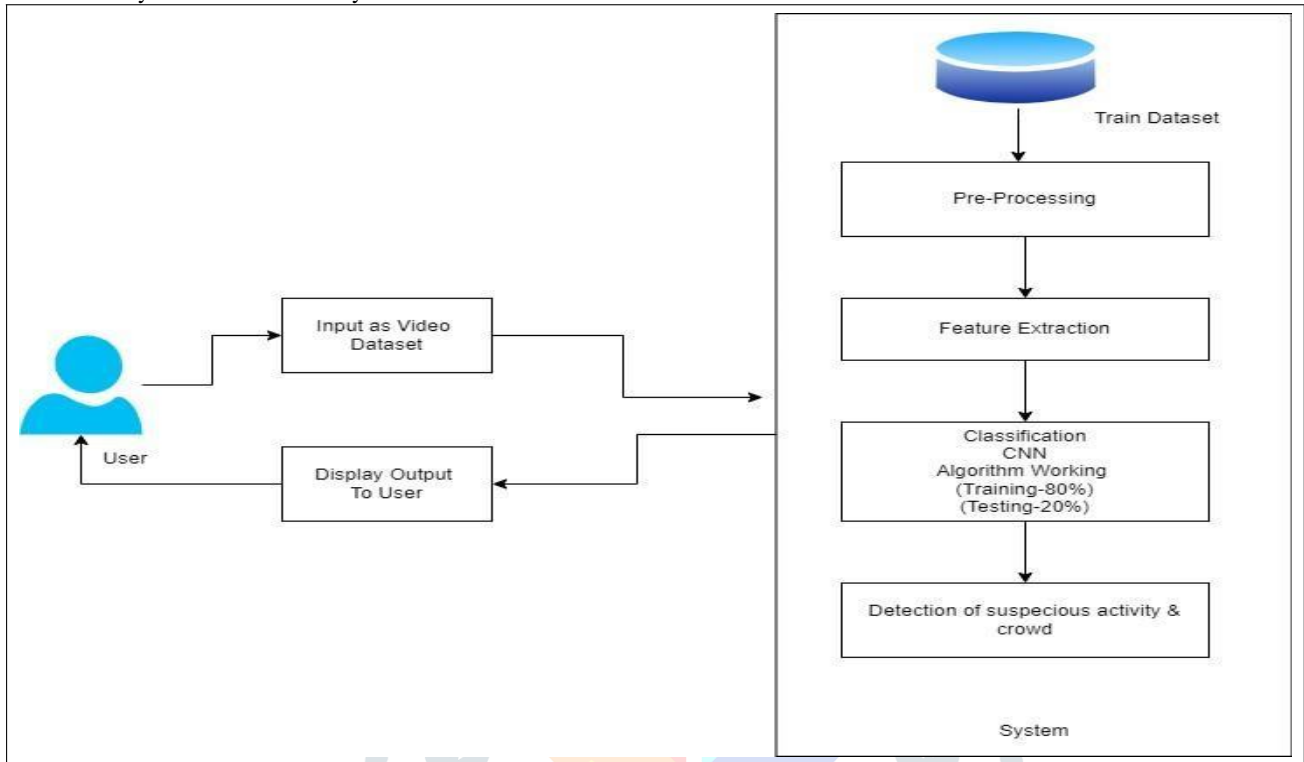 Train Dataset
Pre-Processing
Feature Extraction
Classification
CNN
Algorithm Working
(Training-80%)
(Testing-20%)
Detection of suspecious activity &
crowd
System
Input as Video
Dataset
User
Display Output
To User